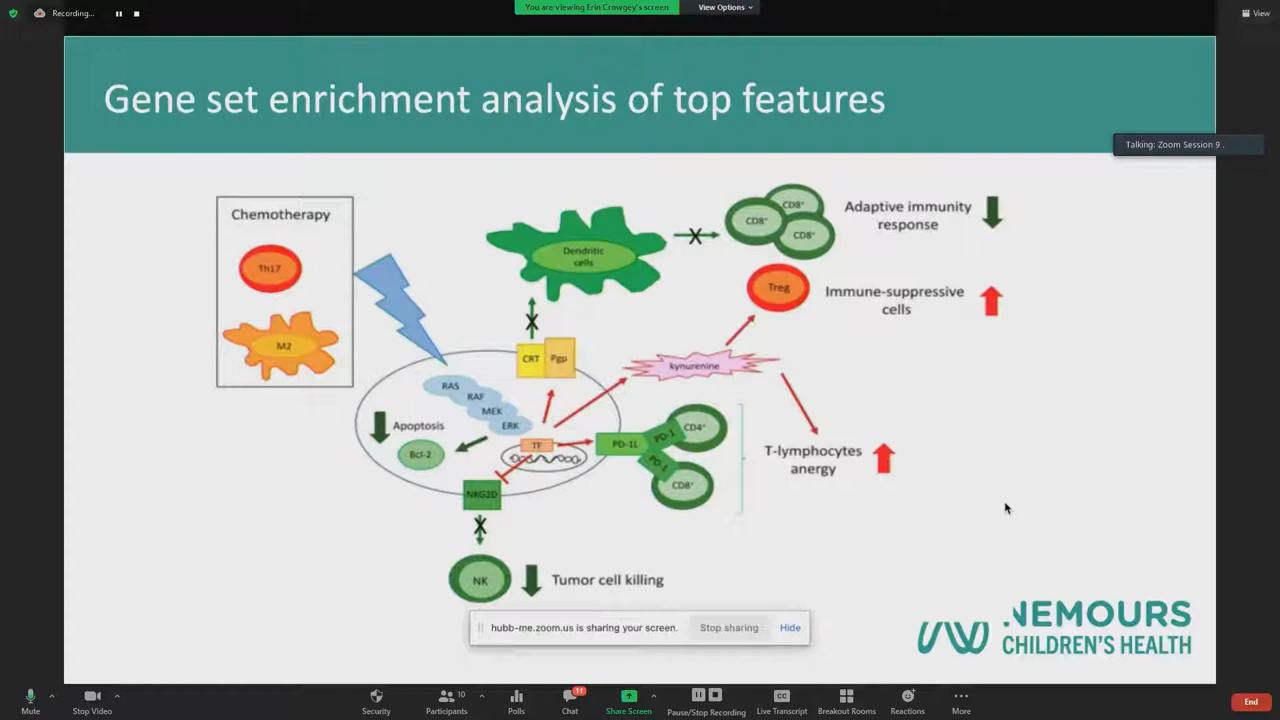 Recording...
You are viewing Erin Crowgey's screen
View Options
View
Gene set enrichment analysis of top features
Talking: Zoom Session 9 .
Chemotherapy
Th17
M2
Dendritic
cells
CD8+
CD8+
CD8+
Adaptive immunity
response
Treg
Immune-suppressive
cells
CRT
Pgp
kynurenine
RAS
RAF
MEK
ERK
Apoptosis
Bcl-2
TF
PD-1L
PD-1
CD4+
PD-1
CD8+
T-lymphocytes
anergy
NKG2D
NK
Tumor cell killing
hubb-me.zoom.us is sharing your screen.
Stop sharing
Hide
NEMOURS
CHILDREN'S HEALTH
Mute
Stop Video
Security
Participants
10
Polls
Chat
11
Share Screen
Pause/Stop Recording
CC
Live Transcript
Breakout Rooms
Reactions
More
End